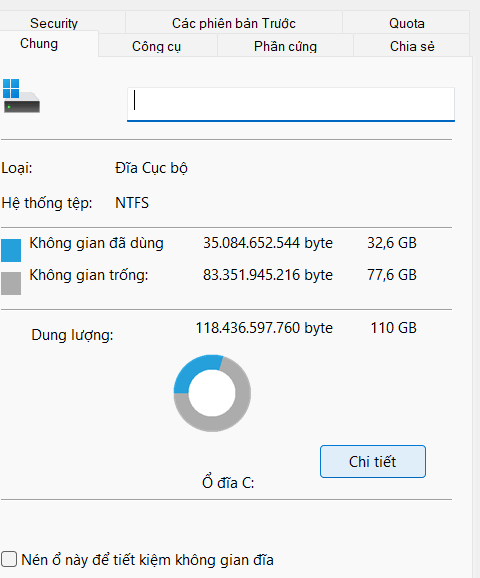 Security Các phiên bản Trước Quota
Chung Công cụ Phần cứng Chia sẻ
Loại: Đĩa Cục bộ
Hệ thống tệp: NTFS
Không gian đã dùng 35.084.652.544 byte 32,6 GB
Không gian trống: 83.351.945.216 byte 77,6 GB
Dung lượng: 118.436.597.760 byte 110 GB
Chi tiết
Ổ đĩa C:
Nén ổ này để tiết kiệm không gian đĩa